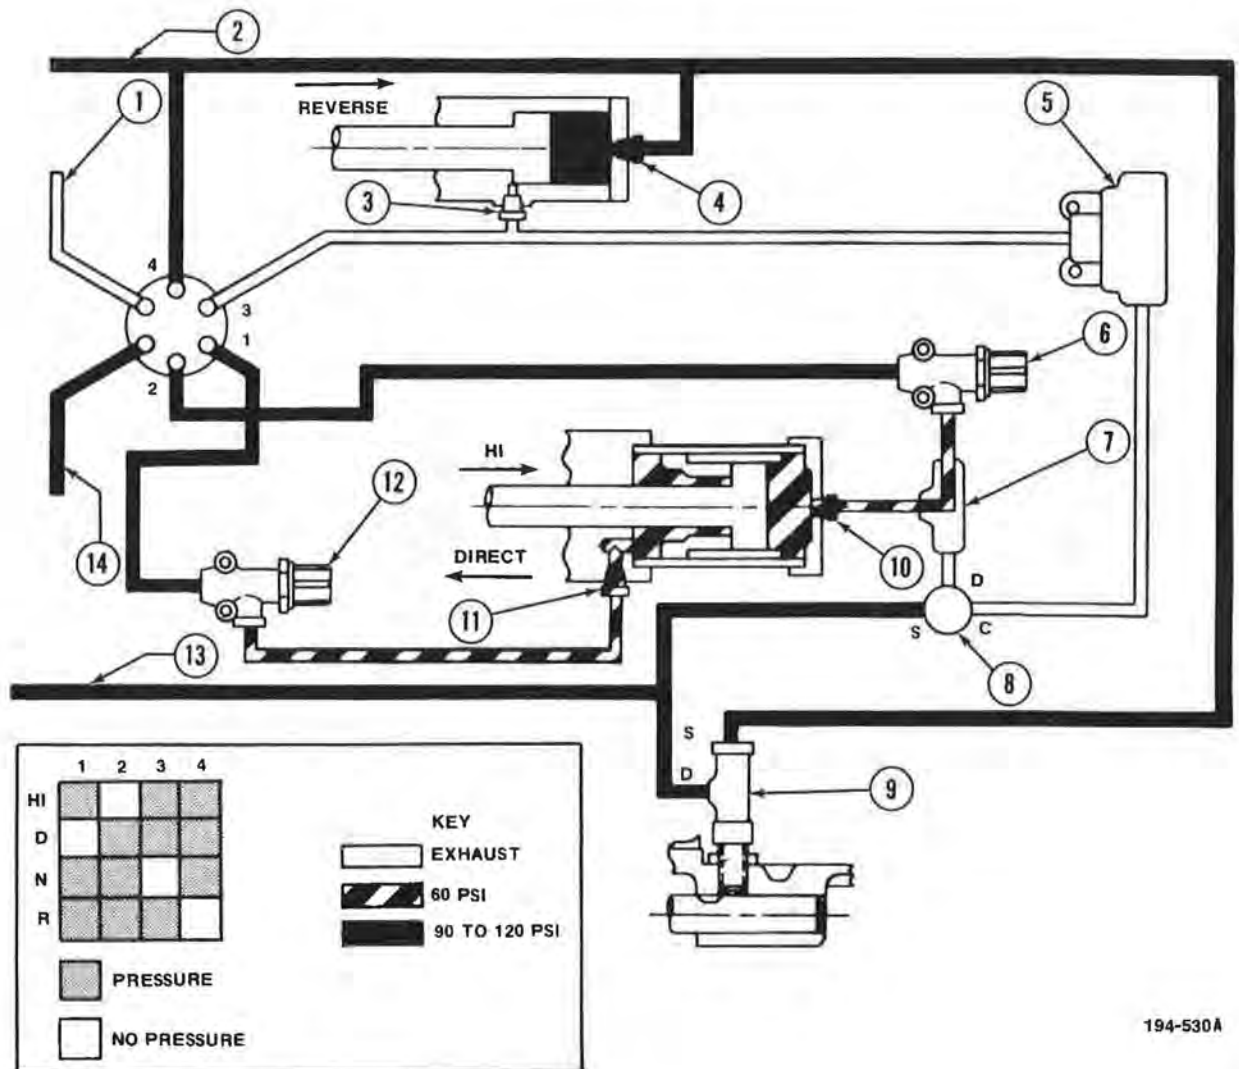 2
1
5
REVERSE
3
4
4
3
1
2
6
HI
7
12
DIRECT
14
10
11
D
S
C
13
8
S
D
9
1 2 3 4
HI
D
N
R
KEY
EXHAUST
60 PSI
90 TO 120 PSI
PRESSURE
NO PRESSURE
194-530A